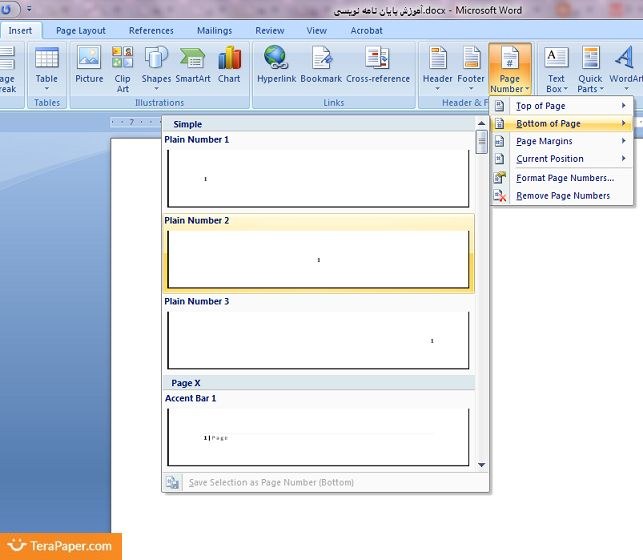 آموزش پایان نامه نویسی.docx - Microsoft Word
Insert Page Layout References Mailings Review View Acrobat
Page Break
Table
Picture
Clip Art
Shapes
SmartArt
Chart
Hyperlink
Bookmark
Cross-reference
Header
Footer
Page Number
Text Box
Quick Parts
WordArt
Tables
Illustrations
Links
Header & F
Top of Page
Bottom of Page
Page Margins
Current Position
Format Page Numbers...
Remove Page Numbers
7
Simple
Plain Number 1
1
Plain Number 2
1
Plain Number 3
1
Page X
Accent Bar 1
1 | Page
Save Selection as Page Number (Bottom)
TeraPaper.com